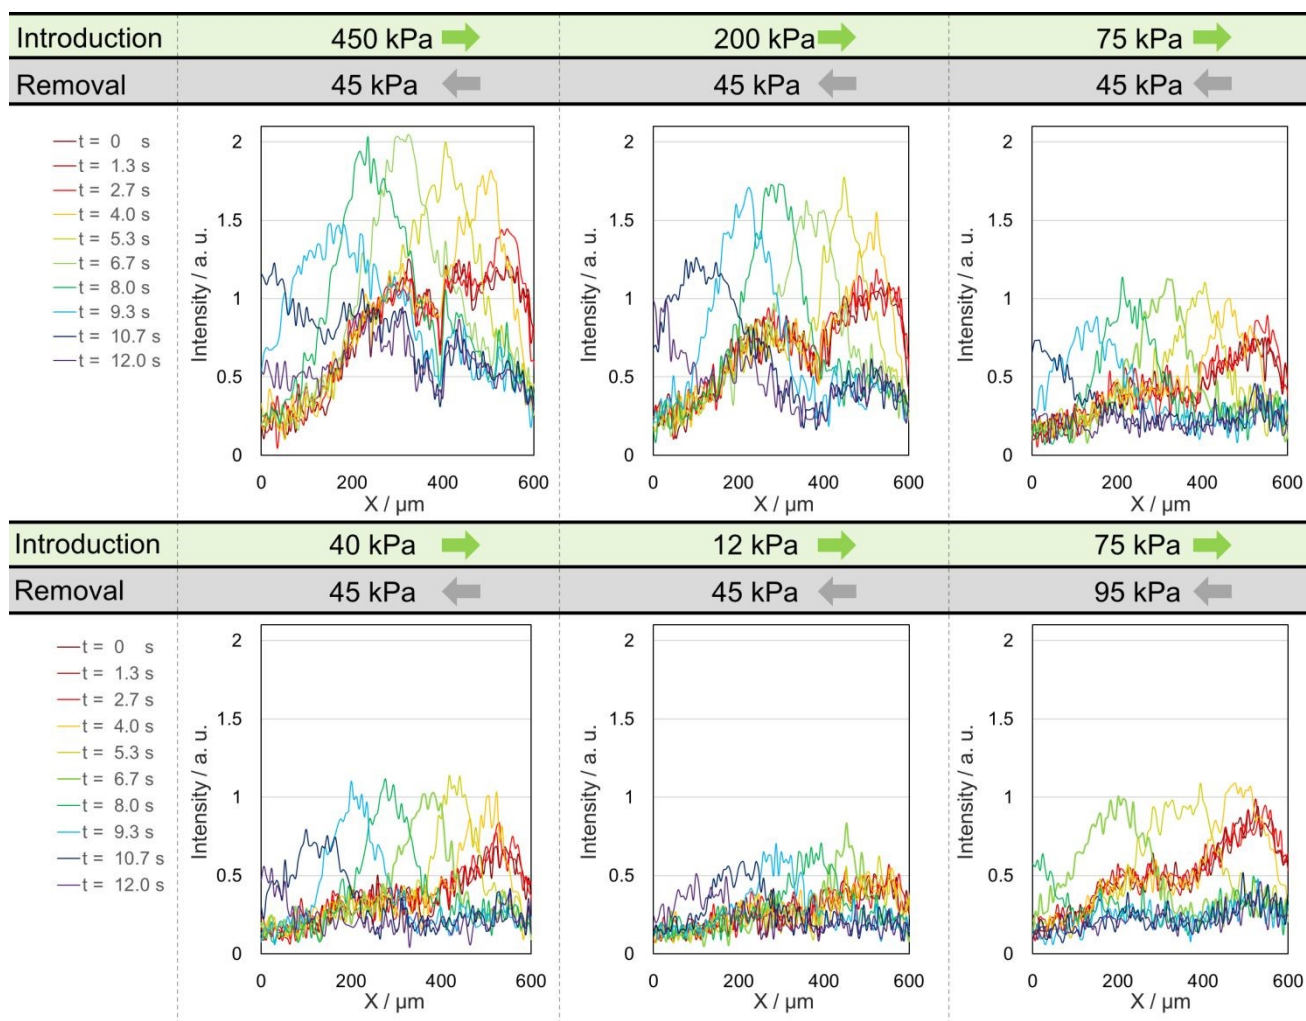 Introduction 450 kPa 200 kPa 75 kPa
Removal 45 kPa 45 kPa 45 kPa
t = 0 s
t = 1.3 s
t = 2.7 s
t = 4.0 s
t = 5.3 s
t = 6.7 s
t = 8.0 s
t = 9.3 s
t = 10.7 s
t = 12.0 s
Intensity / a. u.
2
1.5
1
0.5
0
0 200 400 600
X / µm
Intensity / a. u.
2
1.5
1
0.5
0
0 200 400 600
X / µm
Intensity / a. u.
2
1.5
1
0.5
0
0 200 400 600
X / µm
Introduction 40 kPa 12 kPa 75 kPa
Removal 45 kPa 45 kPa 95 kPa
t = 0 s
t = 1.3 s
t = 2.7 s
t = 4.0 s
t = 5.3 s
t = 6.7 s
t = 8.0 s
t = 9.3 s
t = 10.7 s
t = 12.0 s
Intensity / a. u.
2
1.5
1
0.5
0
0 200 400 600
X / µm
Intensity / a. u.
2
1.5
1
0.5
0
0 200 400 600
X / µm
Intensity / a. u.
2
1.5
1
0.5
0
0 200 400 600
X / µm